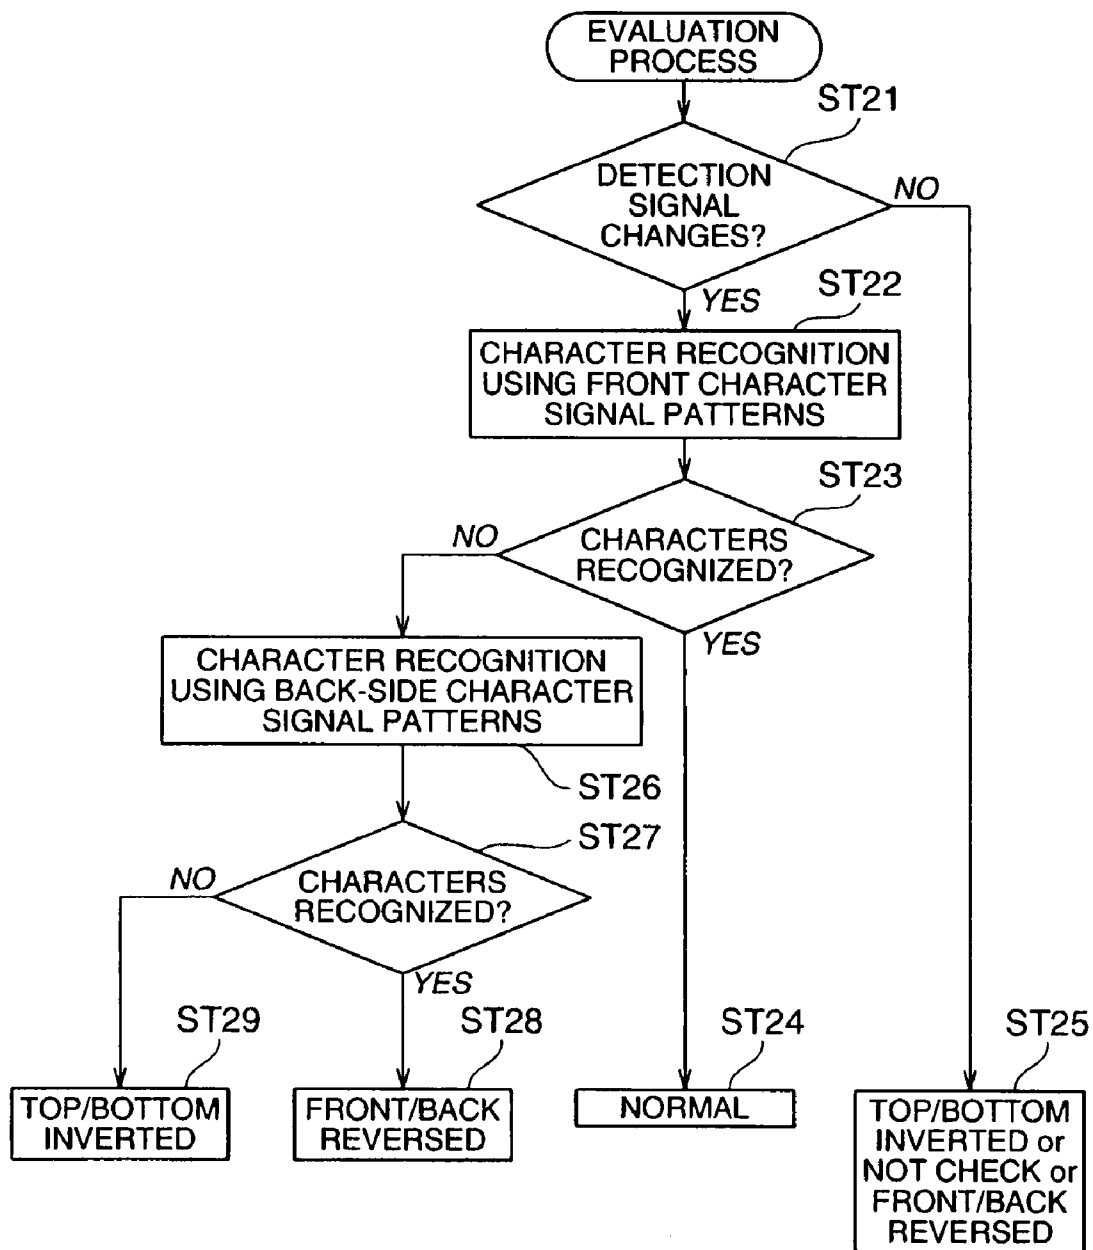 EVALUATION
PROCESS
ST21
DETECTION
SIGNAL
CHANGES?
NO
YES
ST22
CHARACTER RECOGNITION
USING FRONT CHARACTER
SIGNAL PATTERNS
ST23
NO
CHARACTERS
RECOGNIZED?
YES
CHARACTER RECOGNITION
USING BACK-SIDE CHARACTER
SIGNAL PATTERNS
ST26
ST27
NO
CHARACTERS
RECOGNIZED?
YES
ST29
TOP/BOTTOM
INVERTED
ST28
FRONT/BACK
REVERSED
ST24
NORMAL
ST25
TOP/BOTTOM
INVERTED or
NOT CHECK or
FRONT/BACK
REVERSED